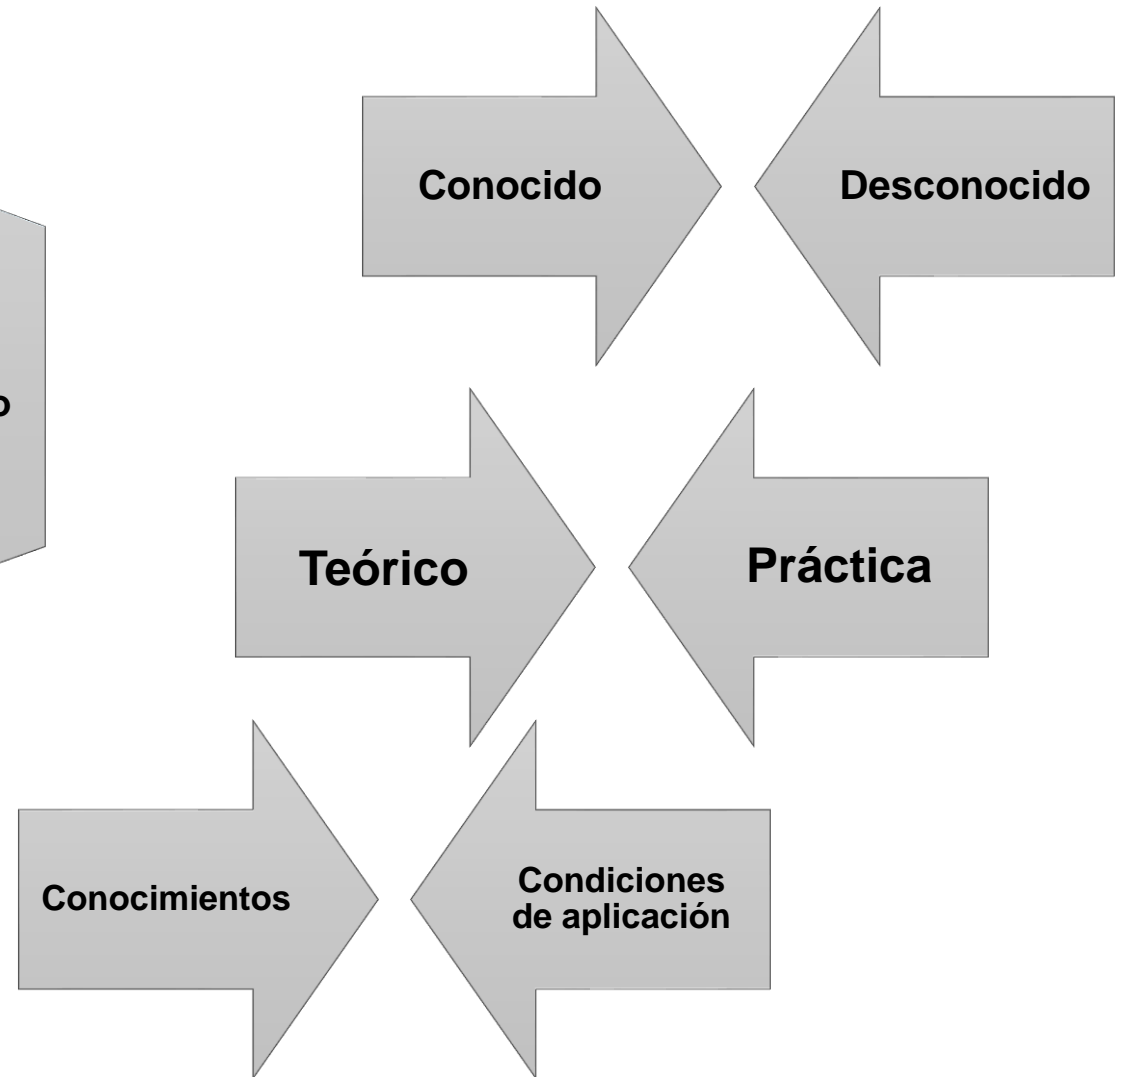 Conocido
Desconocido
Teórico
Práctica
Conocimientos
Condiciones
de aplicación